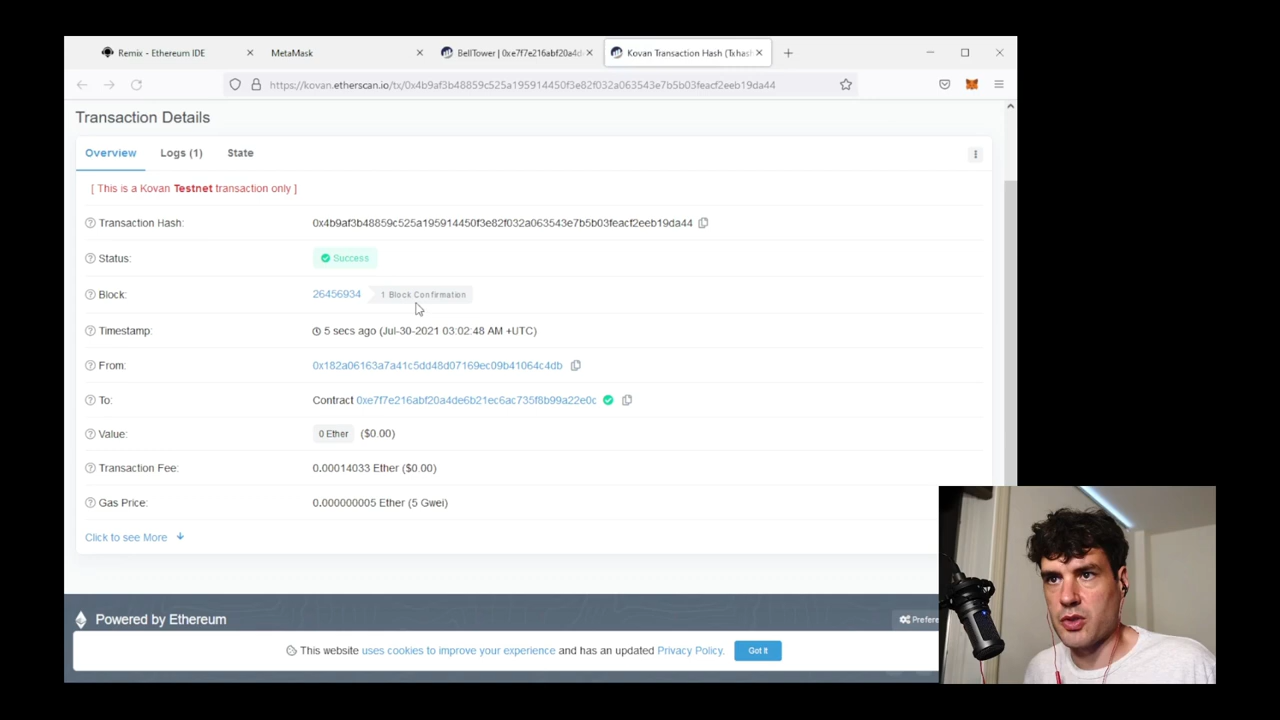 Remix - Ethereum IDE
MetaMask
BellTower | 0xe7f7e216abf20a4d
Kovan Transaction Hash (Txhash
https://kovan.etherscan.io/tx/0x4b9af3b48859c525a195914450f3e82f032a063543e7b5b03feacf2eeb19da44
Transaction Details
Overview
Logs (1)
State
[ This is a Kovan Testnet transaction only ]
Transaction Hash:
0x4b9af3b48859c525a195914450f3e82f032a063543e7b5b03feacf2eeb19da44
Status:
Success
Block:
26456934
1 Block Confirmation
Timestamp:
5 secs ago (Jul-30-2021 03:02:48 AM +UTC)
From:
0x182a06163a7a41c5dd48d07169ec09b41064c4db
To:
Contract 0xe7f7e216abf20a4de6b21ec6ac735f8b99a22e0c
Value:
0 Ether ($0.00)
Transaction Fee:
0.00014033 Ether ($0.00)
Gas Price:
0.000000005 Ether (5 Gwei)
Click to see More
Powered by Ethereum
Prefere
This website uses cookies to improve your experience and has an updated Privacy Policy.
Got It